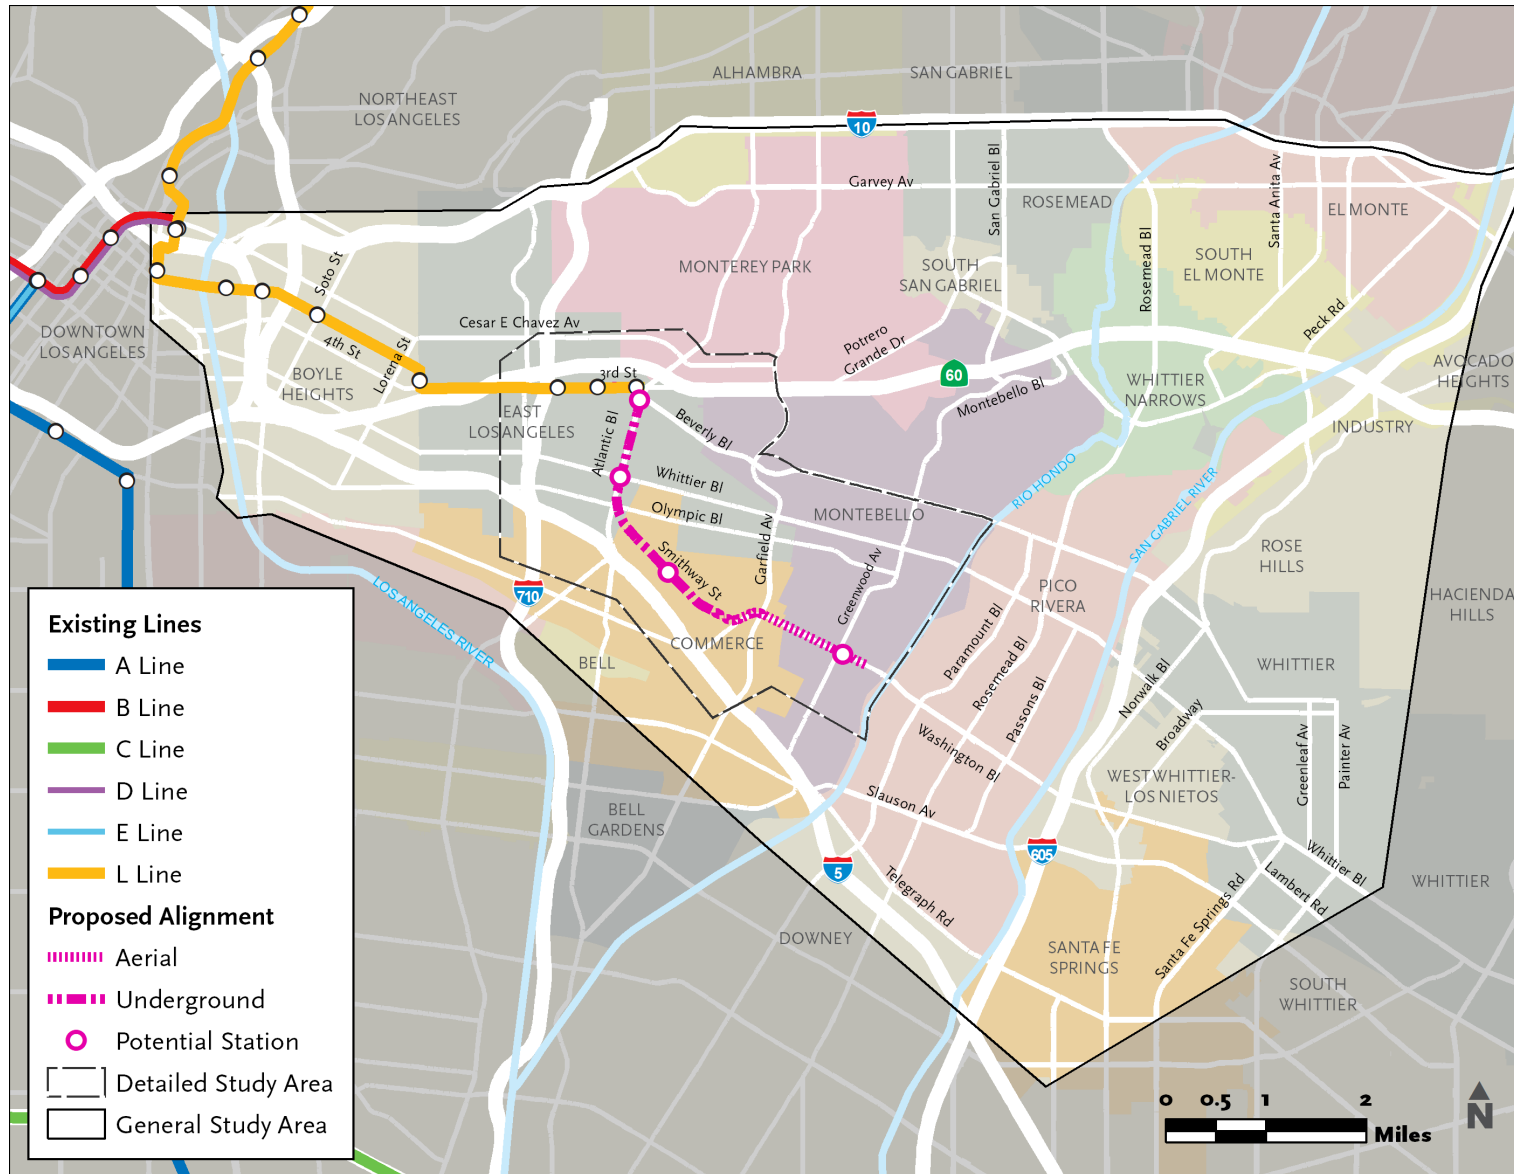 ALHAMBRA
SAN GABRIEL
NORTHEAST
LOS ANGELES
10
Garvey Av
San Gabriel Bl
ROSEMEAD
Santa Anita Av
EL MONTE
Rosemead Bl
SOUTH
EL MONTE
MONTEREY PARK
SOUTH
SAN GABRIEL
Soto St
Peck Rd
DOWNTOWN
LOS ANGELES
Cesar E Chavez Av
4th St
Lorena St
Potrero
Grande Dr
AVOCADO
HEIGHTS
BOYLE
HEIGHTS
3rd St
60
Montebello Bl
WHITTIER
NARROWS
EAST
LOS ANGELES
Atlantic Bl
Beverly Bl
INDUSTRY
Whittier Bl
RIO HONDO
SAN GABRIEL RIVER
Olympic Bl
MONTEBELLO
Garfield Av
Smithway St
Greenwood Av
ROSE
HILLS
710
LOS ANGELES RIVER
PICO
RIVERA
HACIENDA
HILLS
COMMERCE
BELL
Paramount Bl
Rosemead Bl
Passons Bl
WHITTIER
Norwalk Bl
Broadway
Greenleaf Av
Painter Av
Washington Bl
WEST WHITTIER-
LOS NIETOS
Slauson Av
BELL
GARDENS
605
5
Whittier Bl
Lambert Rd
WHITTIER
Telegraph Rd
Santa Fe Springs Rd
DOWNEY
SANTA FE
SPRINGS
SOUTH
WHITTIER
Existing Lines
A Line
B Line
C Line
D Line
E Line
L Line
Proposed Alignment
Aerial
Underground
Potential Station
Detailed Study Area
General Study Area
0 0.5 1 2
Miles
N